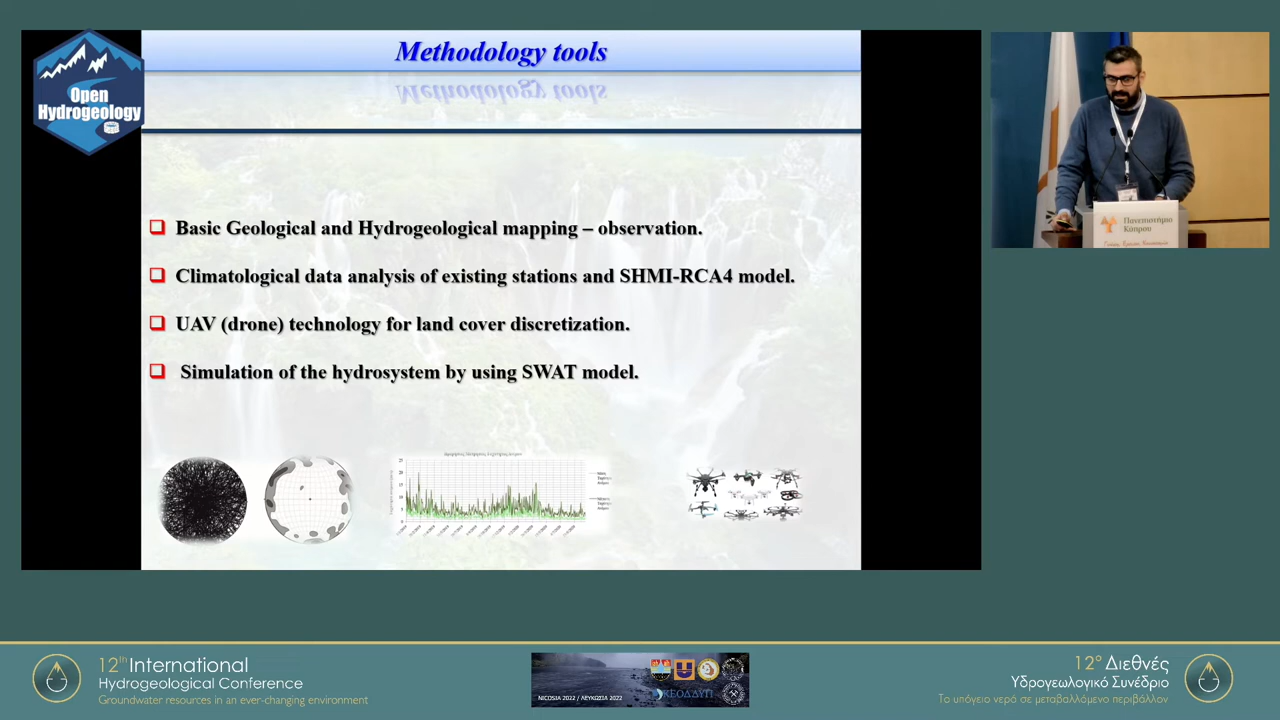 Methodology tools
Open
Hydrogeology
Basic Geological and Hydrogeological mapping – observation.
Climatological data analysis of existing stations and SHMI-RCA4 model.
UAV (drone) technology for land cover discretization.
Simulation of the hydrosystem by using SWAT model.
Πανεπιστήμιο
Κύπρου
12th International
Hydrogeological Conference
Groundwater resources in an ever-changing environment
NICOSIA 2022 / ΛΕΥΚΩΣΙΑ 2022
12º Διεθνές
Υδρογεωλογικό Συνέδριο
Το υπόγειο νερό σε μεταβαλλόμενο περιβάλλον